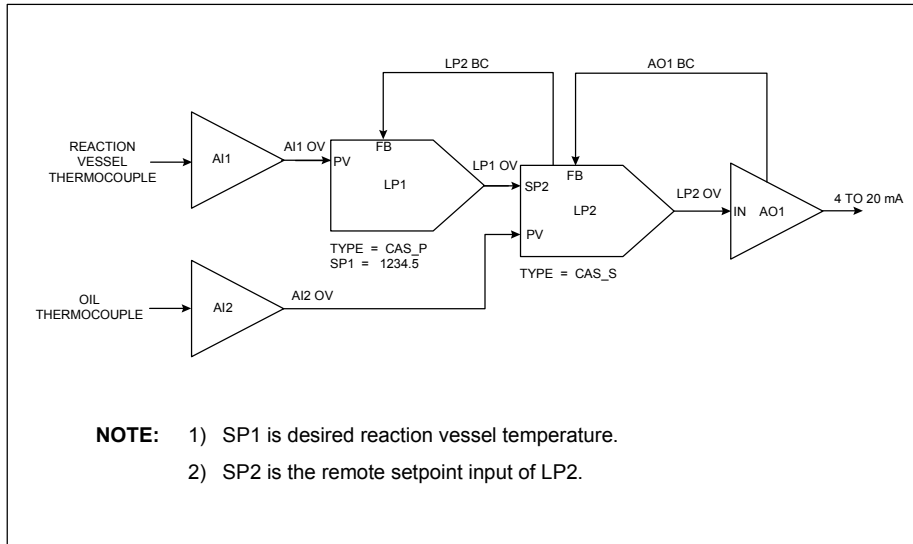 LP2 BC
AO1 BC
REACTION
VESSEL
THERMOCOUPLE
AI1
AI1 OV
PV
FB
LP1
LP1 OV
SP2
FB
LP2
PV
LP2 OV
IN
AO1
4 TO 20 mA
TYPE = CAS_P
SP1 = 1234.5
TYPE = CAS_S
OIL
THERMOCOUPLE
AI2
AI2 OV
NOTE: 1) SP1 is desired reaction vessel temperature.
2) SP2 is the remote setpoint input of LP2.